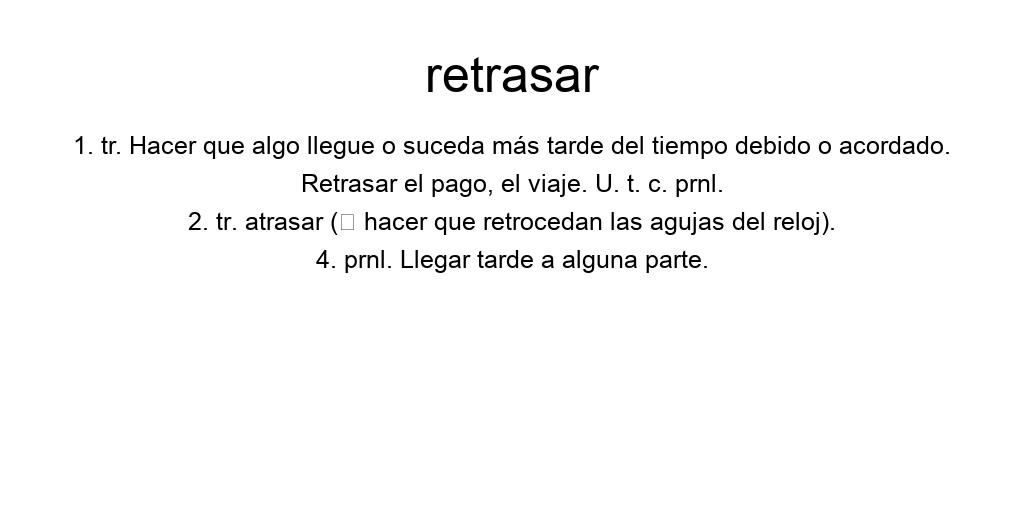 retrasar
1. tr. Hacer que algo llegue o suceda más tarde del tiempo debido o acordado.
Retrasar el pago, el viaje. U. t. c. prnl.
2. tr. atrasar (□ hacer que retrocedan las agujas del reloj).
4. prnl. Llegar tarde a alguna parte.